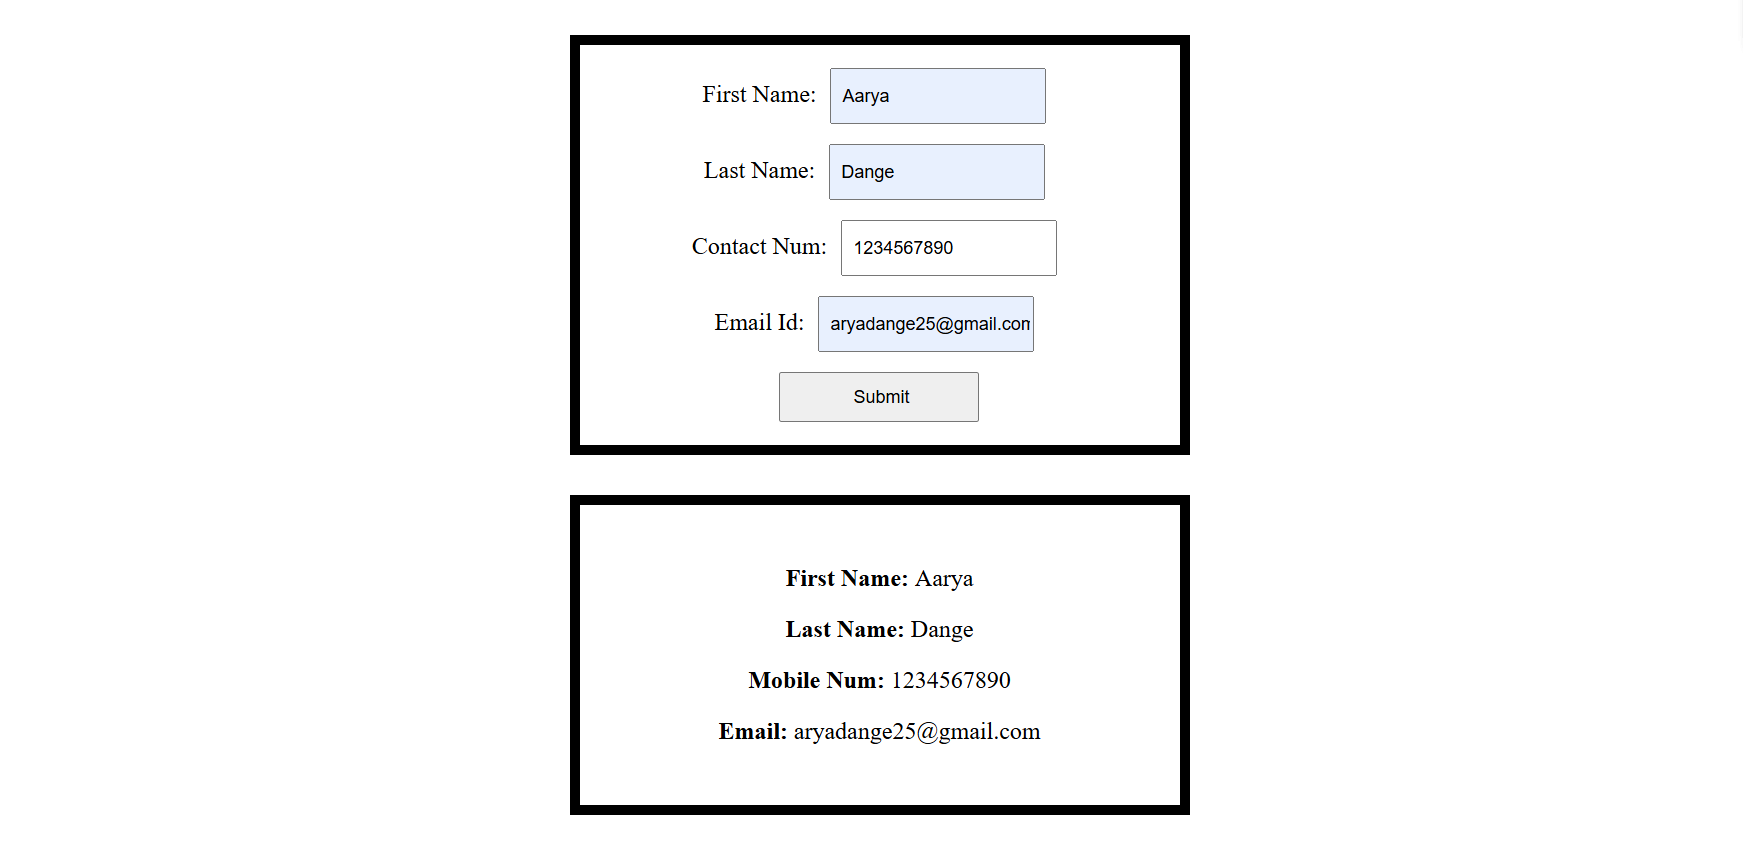 First Name: Aarya
Last Name: Dange
Contact Num: 1234567890
Email Id: aryadange25@gmail.com
Submit
First Name: Aarya
Last Name: Dange
Mobile Num: 1234567890
Email: aryadange25@gmail.com